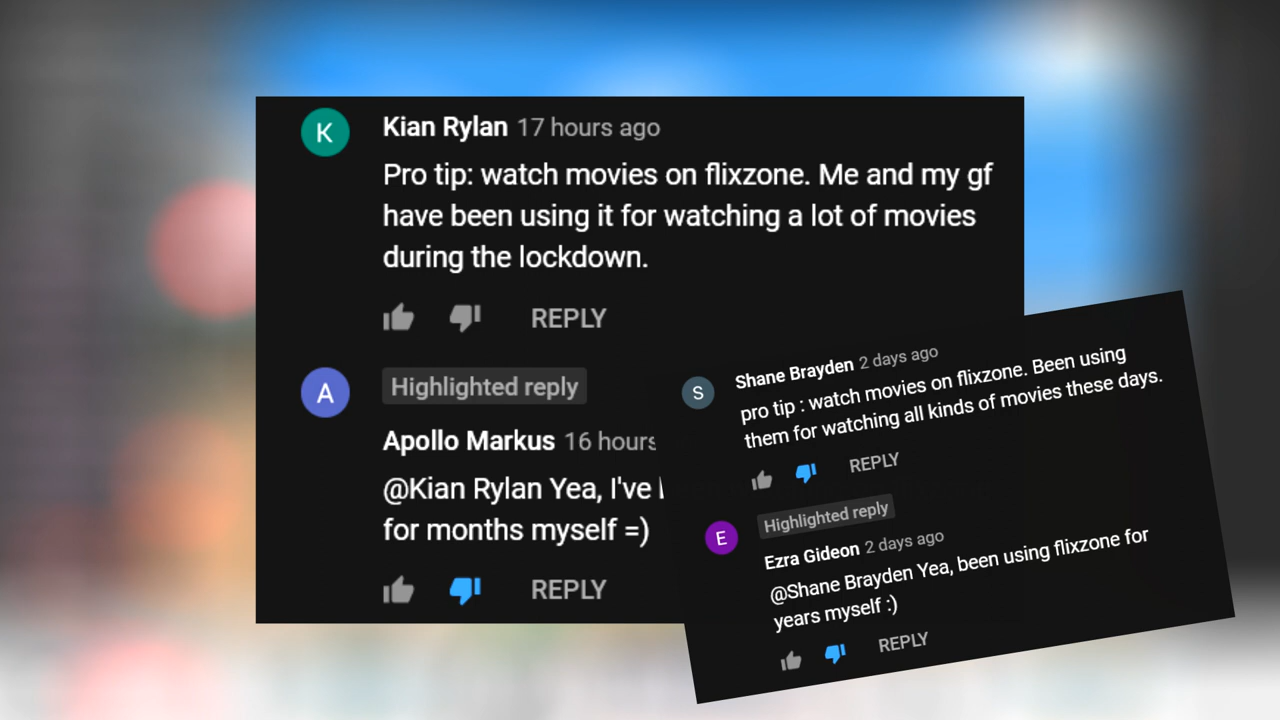 K
Kian Rylan 17 hours ago
Pro tip: watch movies on flixzone. Me and my gf
have been using it for watching a lot of movies
during the lockdown.
REPLY
A
Highlighted reply
Apollo Markus 16 hours
@Kian Rylan Yea, I've
for months myself =)
REPLY
S
Shane Brayden 2 days ago
pro tip : watch movies on flixzone. Been using
them for watching all kinds of movies these days.
REPLY
Highlighted reply
E
Ezra Gideon 2 days ago
@Shane Brayden Yea, been using flixzone for
years myself :)
REPLY